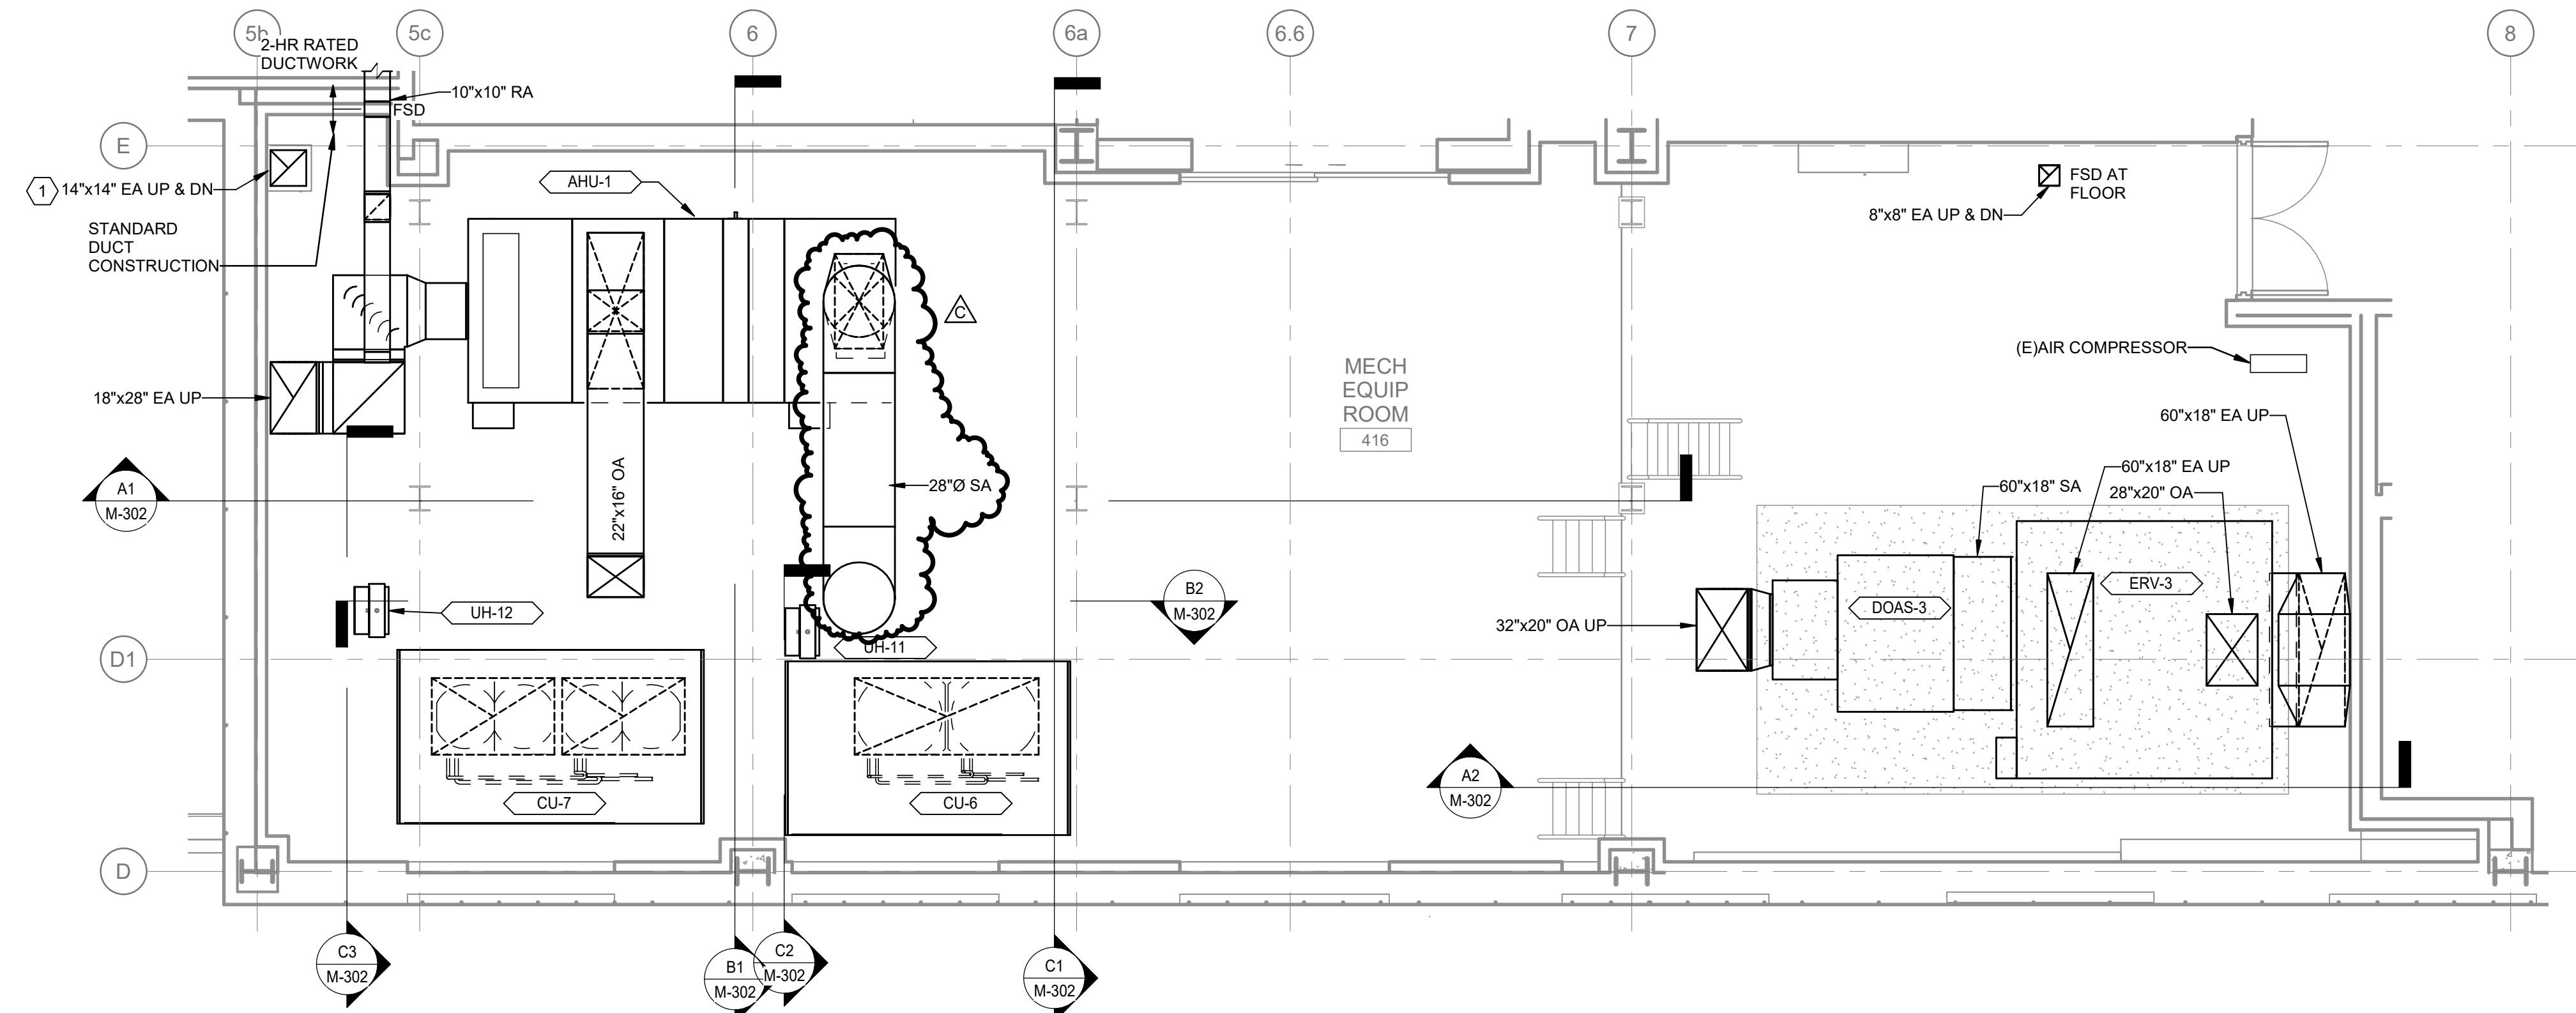 5b
5c
6
6a
6.6
7
8
2-HR RATED
DUCTWORK
10"x10" RA
FSD
E
1
14"x14" EA UP & DN
AHU-1
FSD AT
FLOOR
8"x8" EA UP & DN
STANDARD
DUCT
CONSTRUCTION
C
(E)AIR COMPRESSOR
MECH
EQUIP
ROOM
416
18"x28" EA UP
60"x18" EA UP
60"x18" EA UP
60"x18" SA
28"x20" OA
A1
M-302
22"x16" OA
28"Ø SA
B2
M-302
UH-12
DOAS-3
ERV-3
32"x20" OA UP
UH-11
D1
A2
M-302
CU-7
CU-6
D
C3
M-302
B1
M-302
C2
M-302
C1
M-302